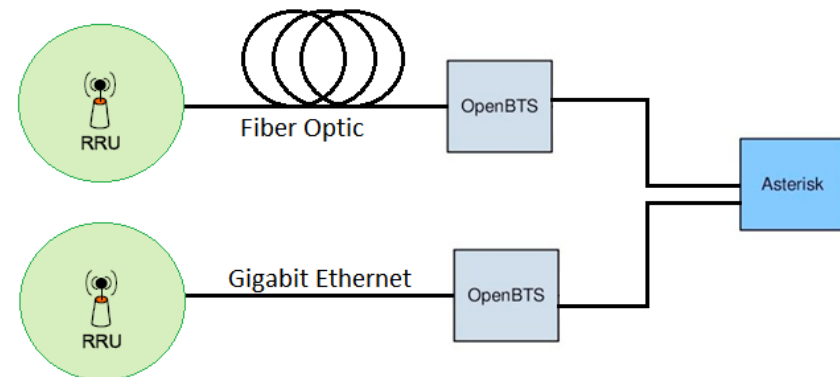 RRU
Fiber Optic
OpenBTS
Asterisk
RRU
Gigabit Ethernet
OpenBTS